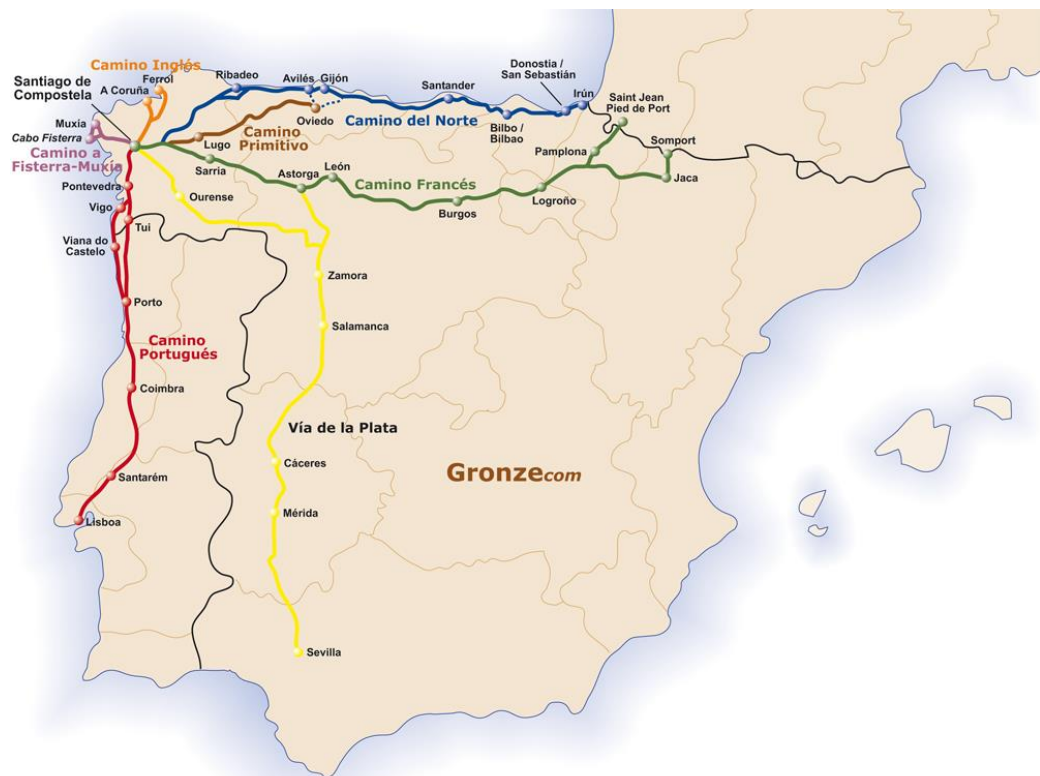 Camino Inglés
Ferrol
Santiago de
Compostela
A Coruña
Ribadeo
Avilés
Gijón
Santander
Donostia /
San Sebastián
Irún
Saint Jean
Pied de Port
Muxía
Cabo Fisterra
Camino a
Fisterra-Muxía
Oviedo
Camino
Primitivo
Lugo
Camino del Norte
Bilbo /
Bilbao
Pamplona
Somport
Sarria
Astorga
León
Camino Francés
Jaca
Pontevedra
Ourense
Burgos
Logroño
Vigo
Tui
Viana do
Castelo
Zamora
Porto
Salamanca
Camino
Portugués
Coimbra
Vía de la Plata
Cáceres
Gronze.com
Santarém
Mérida
Lisboa
Sevilla